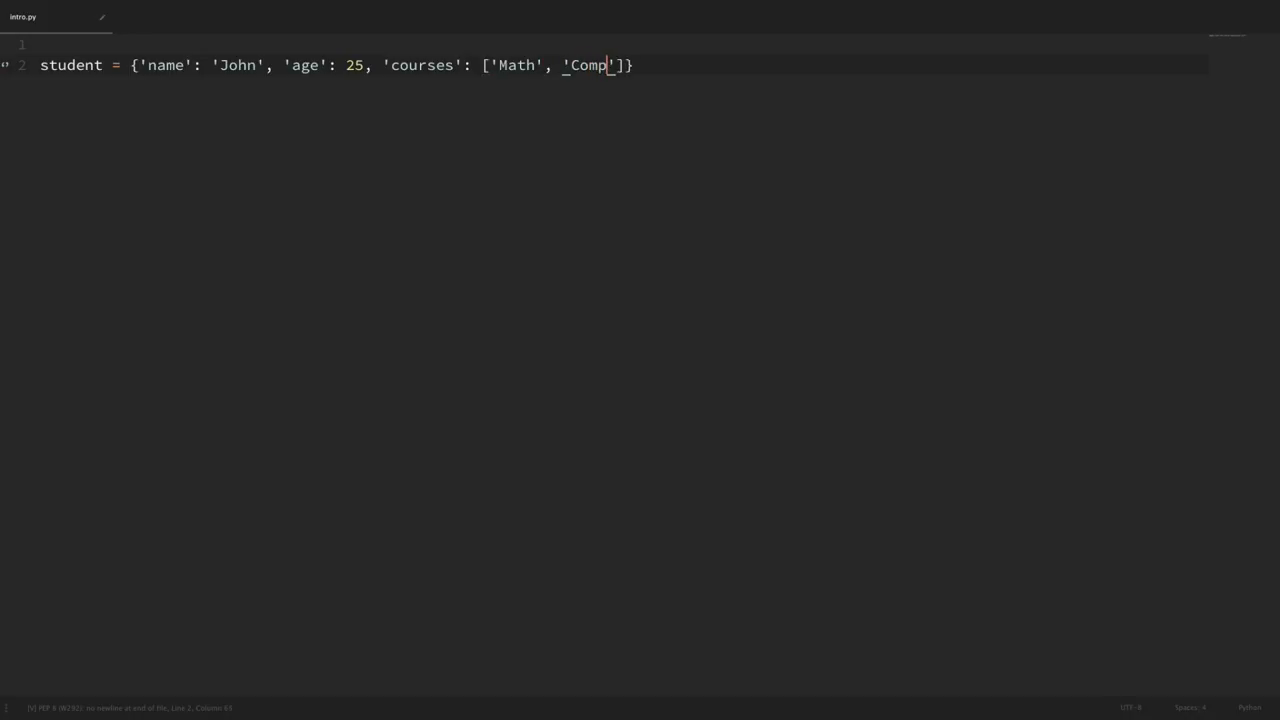 intro.py
1
2 student = {'name': 'John', 'age': 25, 'courses': ['Math', 'Comp']}
[V] PEP 8 (W292): no newline at end of file, Line 2, Column 65 UTF-8 Spaces: 4 Python